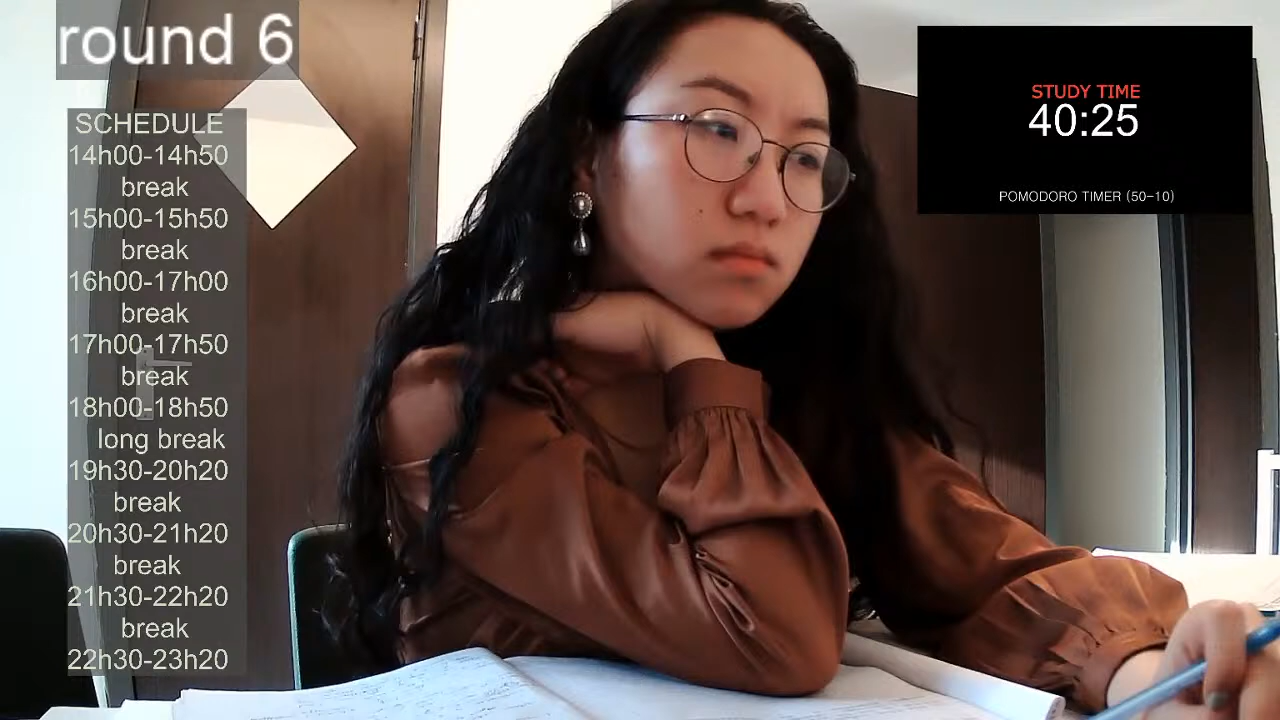 round 6
SCHEDULE
14h00-14h50
break
15h00-15h50
break
16h00-17h00
break
17h00-17h50
break
18h00-18h50
long break
19h30-20h20
break
20h30-21h20
break
21h30-22h20
break
22h30-23h20
STUDY TIME
40:25
POMODORO TIMER (50-10)